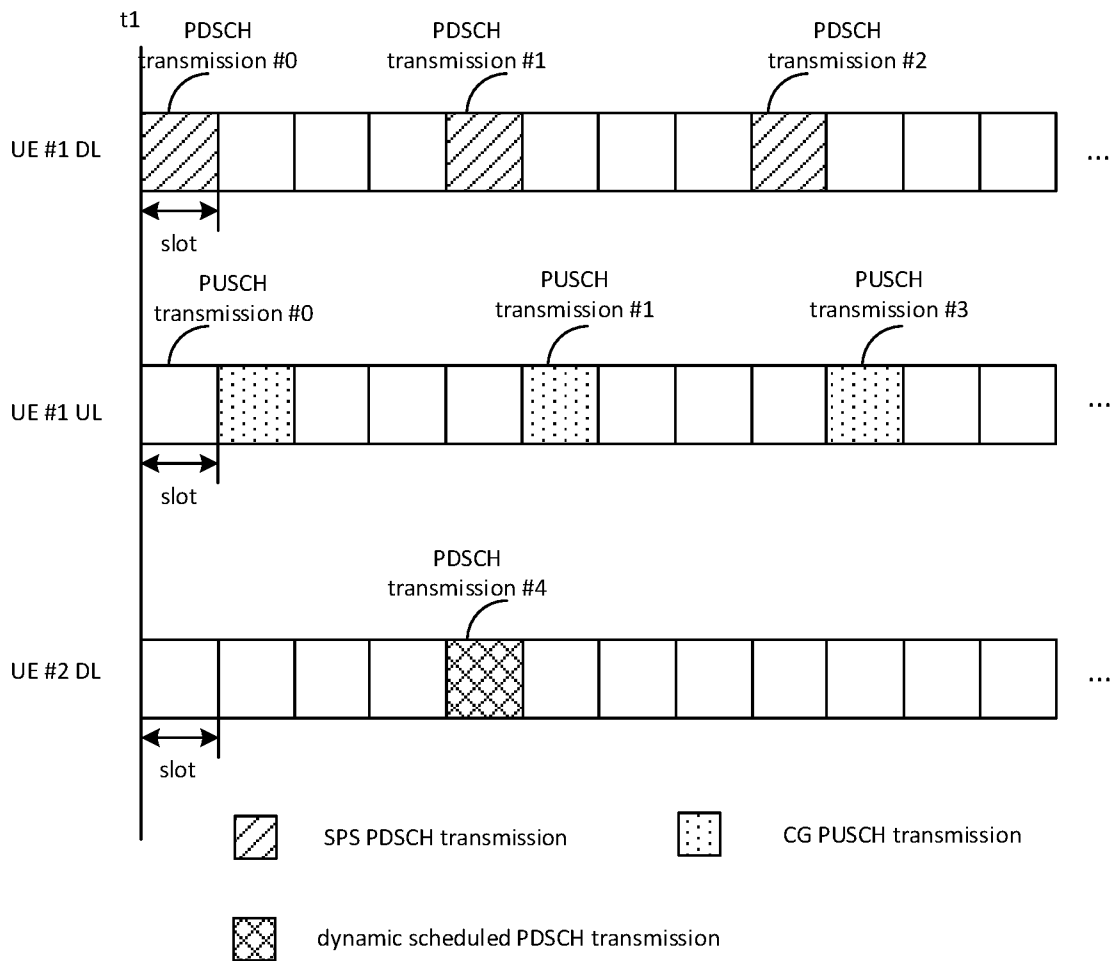 t1
PDSCH
transmission #0
PDSCH
transmission #1
PDSCH
transmission #2
UE #1 DL
...
slot
PUSCH
transmission #0
PUSCH
transmission #1
PUSCH
transmission #3
UE #1 UL
...
slot
PDSCH
transmission #4
UE #2 DL
...
slot
SPS PDSCH transmission
CG PUSCH transmission
dynamic scheduled PDSCH transmission